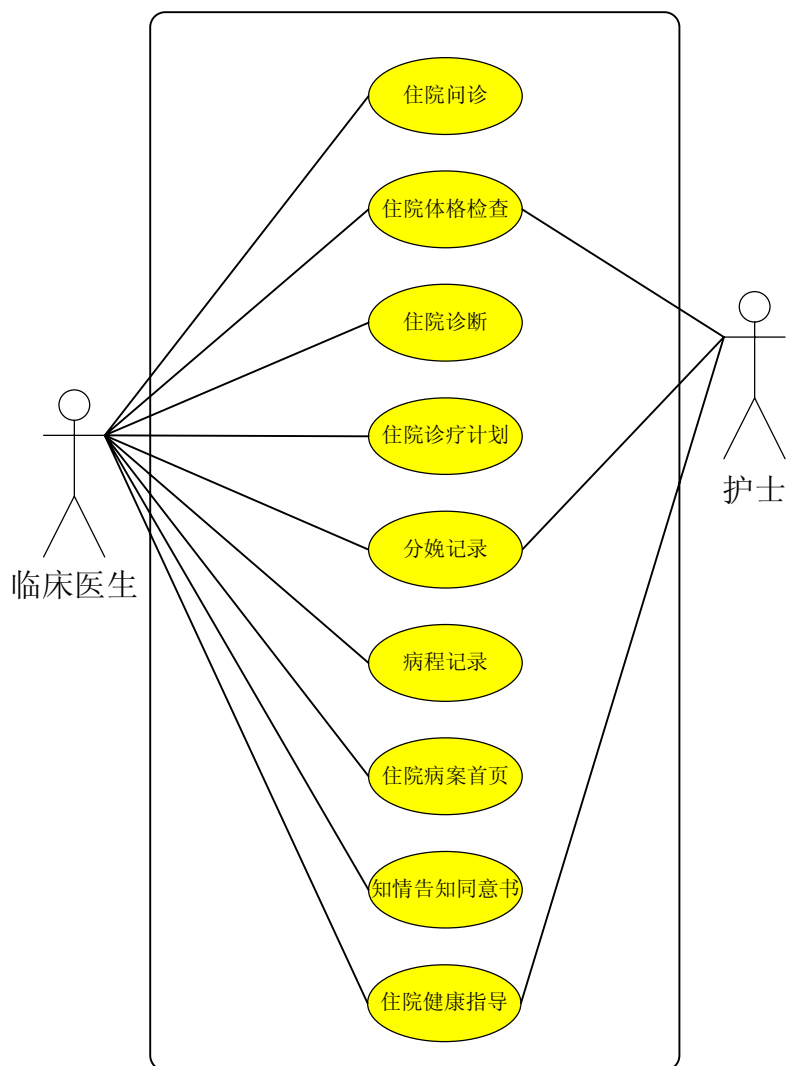 住院问诊
住院体格检查
住院诊断
住院诊疗计划
护士
分娩记录
临床医生
病程记录
住院病案首页
知情告知同意书
住院健康指导